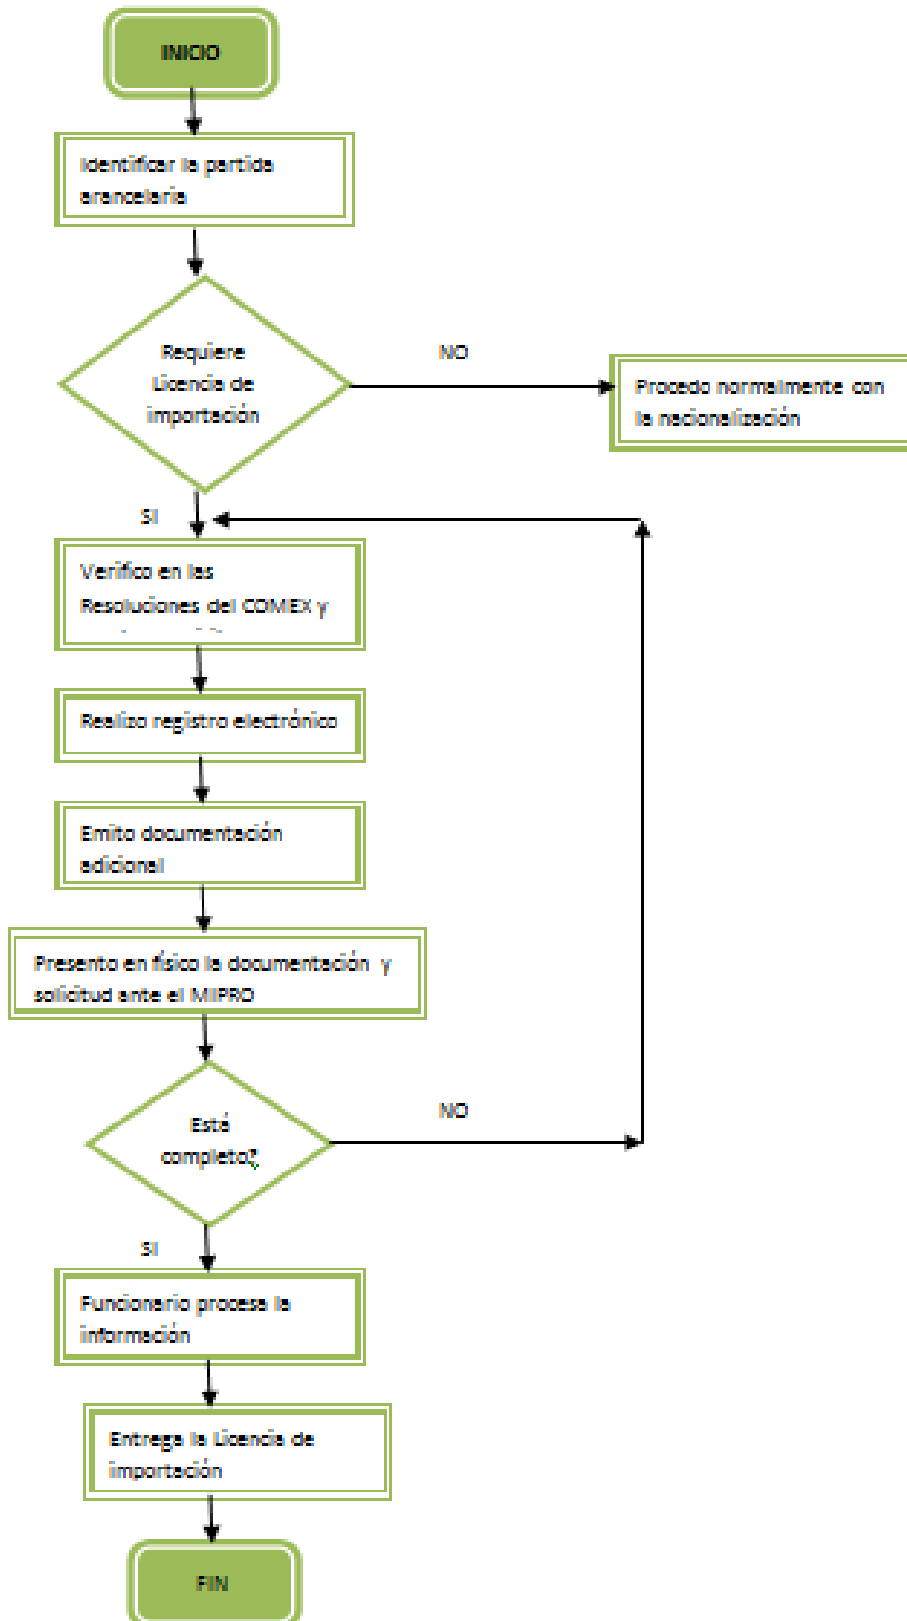 INICIO
Identificar la partida
arancelaria
Requiere
Licencia de
importación
NO
Procedo normalmente con
la nacionalización
SI
Verifico en las
Resoluciones del COMEX y
Realizo registro electrónico
Emito documentación
adicional
Presento en físico la documentación y
solicitud ante el MIPRO
Está
completo?
NO
SI
Funcionario procesa la
información
Entrega la Licencia de
importación
FIN